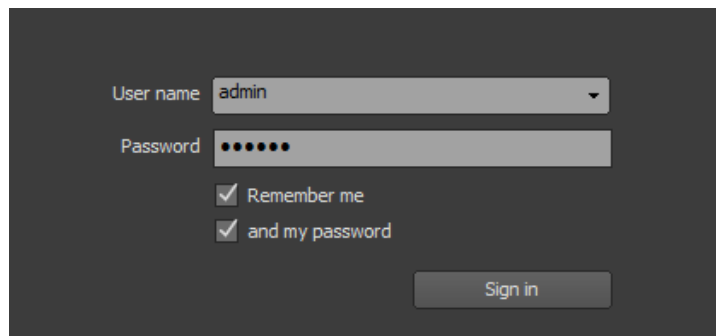 User name admin
Password ●●●●●●
Remember me
and my password
Sign in